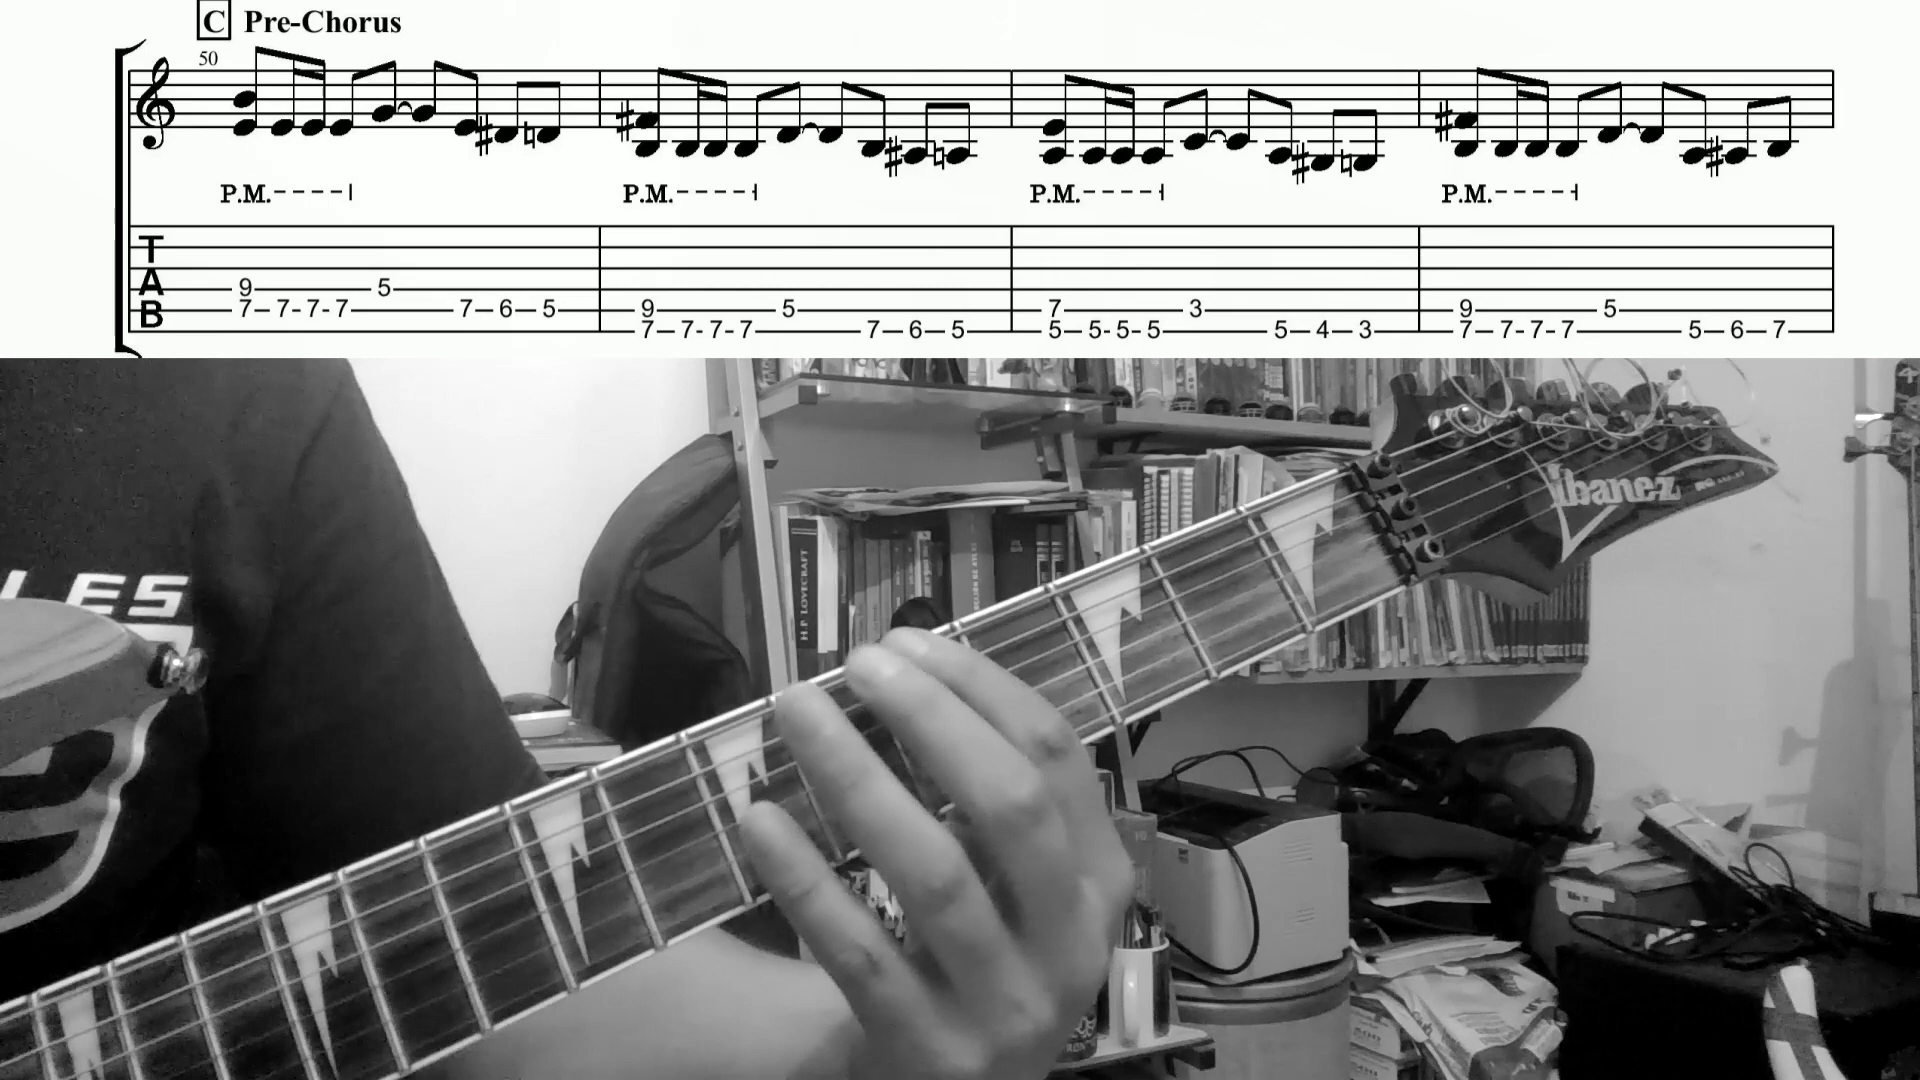 C Pre-Chorus
50
P.M. P.M. P.M. P.M.
T
A
B
9 5
7 7 7 7 7 6 5 9 5 7 3 9 5
7 7 7 7 7 6 5 5 5 5 5 5 4 3 7 7 7 7 5 6 7
LES
Ibanez
H.P. LOVECRAFT